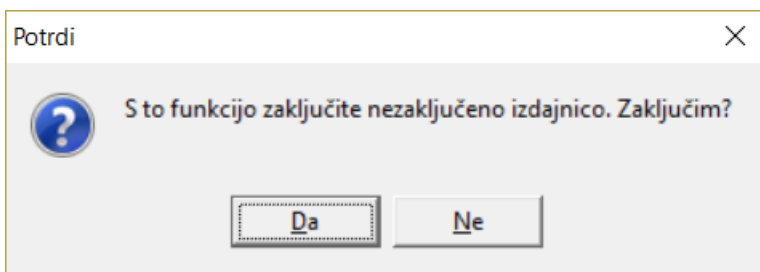 Potrdi
S to funkcijo zaključite nezaključeno izdajnico. Zaključim?
Da
Ne